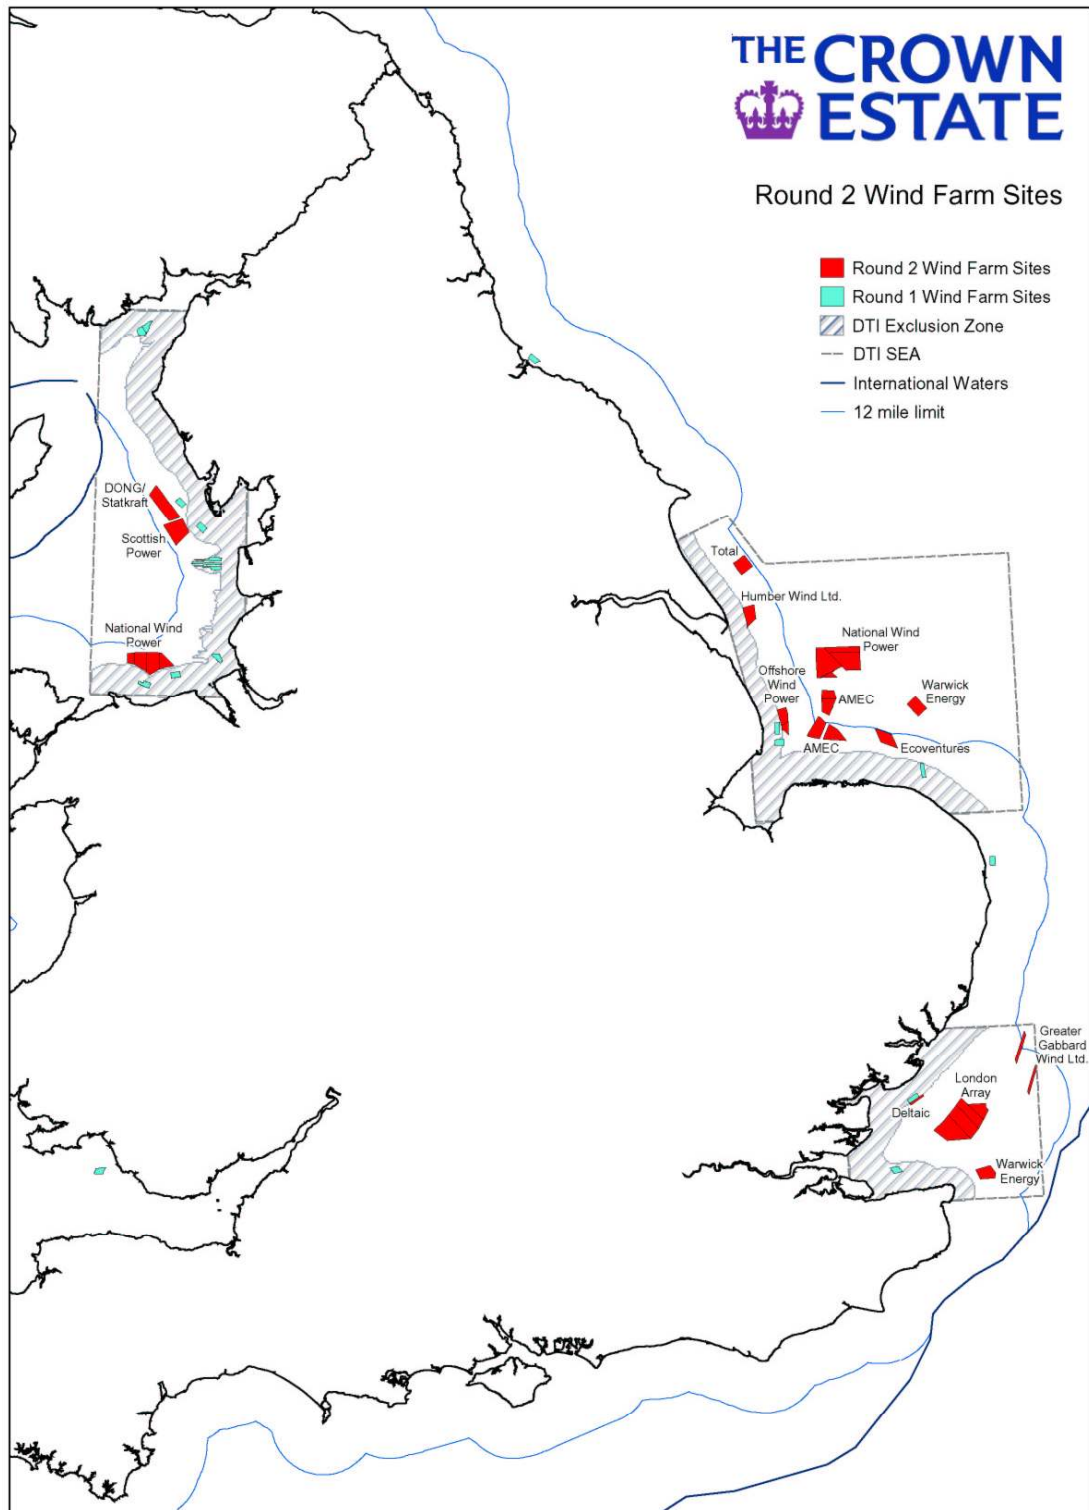 THE CROWN
ESTATE
Round 2 Wind Farm Sites
Round 2 Wind Farm Sites
Round 1 Wind Farm Sites
DTI Exclusion Zone
DTI SEA
International Waters
12 mile limit
DONG/
Statkraft
Scottish
Power
National Wind
Power
Total
Humber Wind Ltd.
National Wind
Power
Offshore
Wind
Power
AMEC
Warwick
Energy
AMEC
Ecoventures
Greater
Gabbard
Wind Ltd.
London
Array
Deltaic
Warwick
Energy